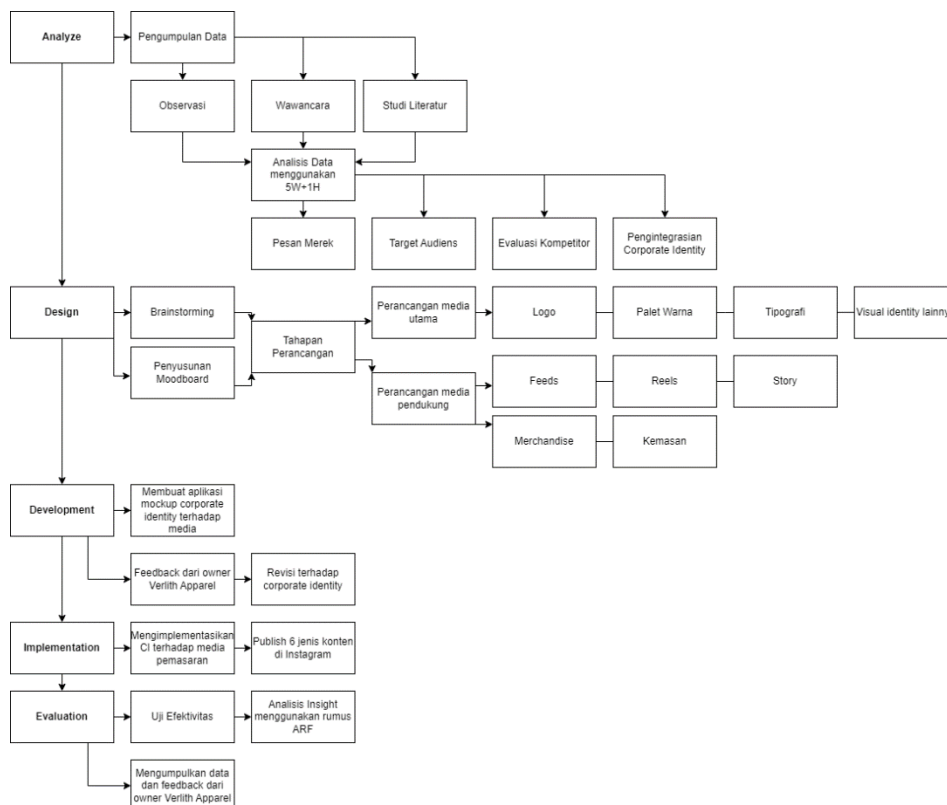 Analyze
Pengumpulan Data
Observasi
Wawancara
Studi Literatur
Analisis Data
menggunakan
5W+1H
Pesan Merek
Target Audiens
Evaluasi Kompetitor
Pengintegrasian
Corporate Identity
Design
Brainstorming
Penyusunan
Moodboard
Tahapan
Perancangan
Perancangan media
utama
Logo
Palet Warna
Tipografi
Visual identity lainny
Perancangan media
pendukung
Feeds
Reels
Story
Merchandise
Kemasan
Development
Membuat aplikasi
mockup corporate
identity terhadap
media
Feedback dari owner
Verlith Apparel
Revisi terhadap
corporate identity
Implementation
Mengimplementasikan
CI terhadap media
pemasaran
Publish 6 jenis konten
di Instagram
Evaluation
Uji Efektivitas
Analisis Insight
menggunakan rumus
ARF
Mengumpulkan data
dan feedback dari
owner Verlith Apparel